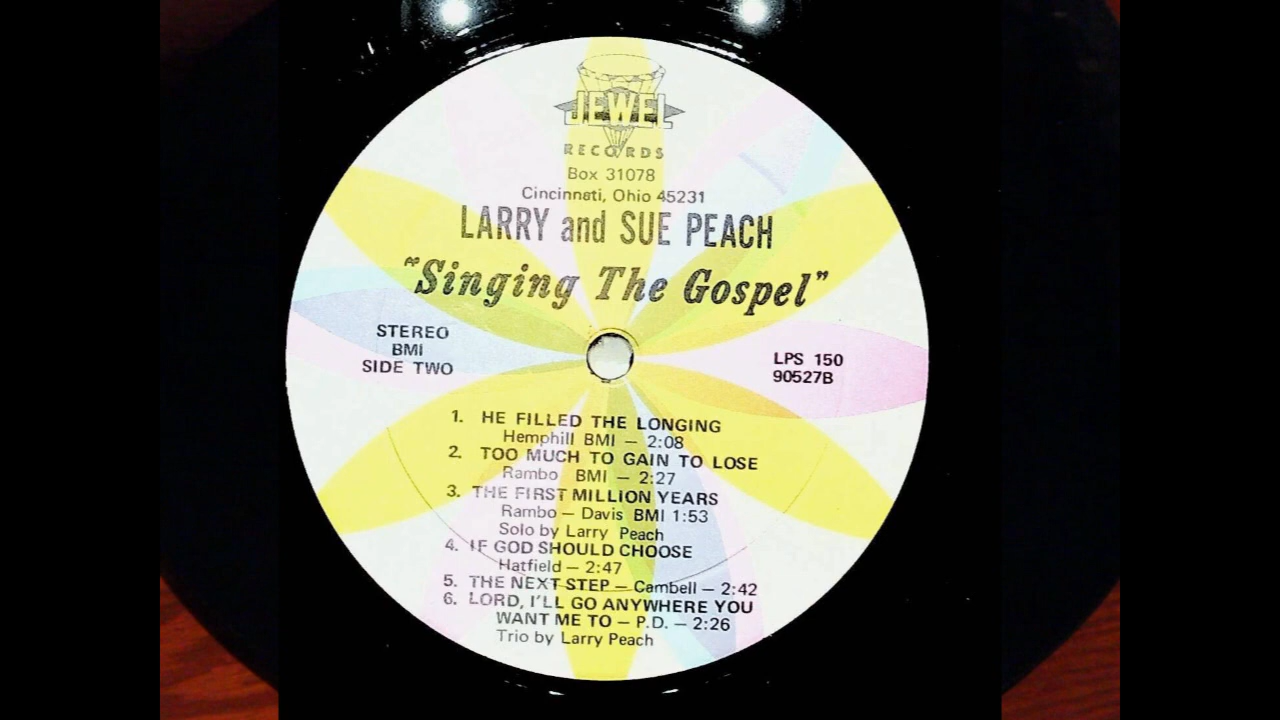 JEWEL
RECORDS
Box 31078
Cincinnati, Ohio 45231
LARRY and SUE PEACH
"Singing The Gospel"
STEREO
BMI
SIDE TWO
LPS 150
90527B
1. HE FILLED THE LONGING
Hemphill BMI — 2:08
2. TOO MUCH TO GAIN TO LOSE
Rambo BMI — 2:27
3. THE FIRST MILLION YEARS
Rambo — Davis BMI 1:53
Solo by Larry Peach
4. IF GOD SHOULD CHOOSE
Hatfield — 2:47
5. THE NEXT STEP — Cambell — 2:42
6. LORD, I'LL GO ANYWHERE YOU
WANT ME TO — P.D. — 2:26
Trio by Larry Peach